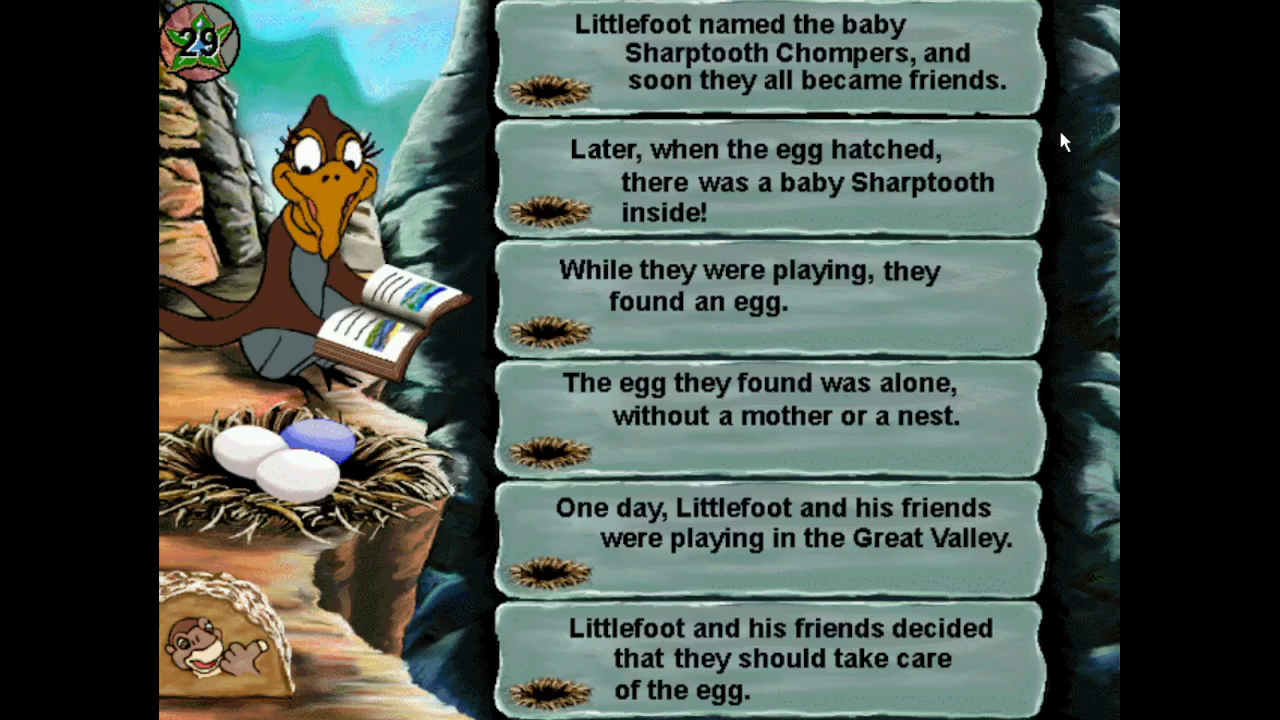 29
Littlefoot named the baby
Sharptooth Chompers, and
soon they all became friends.
Later, when the egg hatched,
there was a baby Sharptooth
inside!
While they were playing, they
found an egg.
The egg they found was alone,
without a mother or a nest.
One day, Littlefoot and his friends
were playing in the Great Valley.
Littlefoot and his friends decided
that they should take care
of the egg.